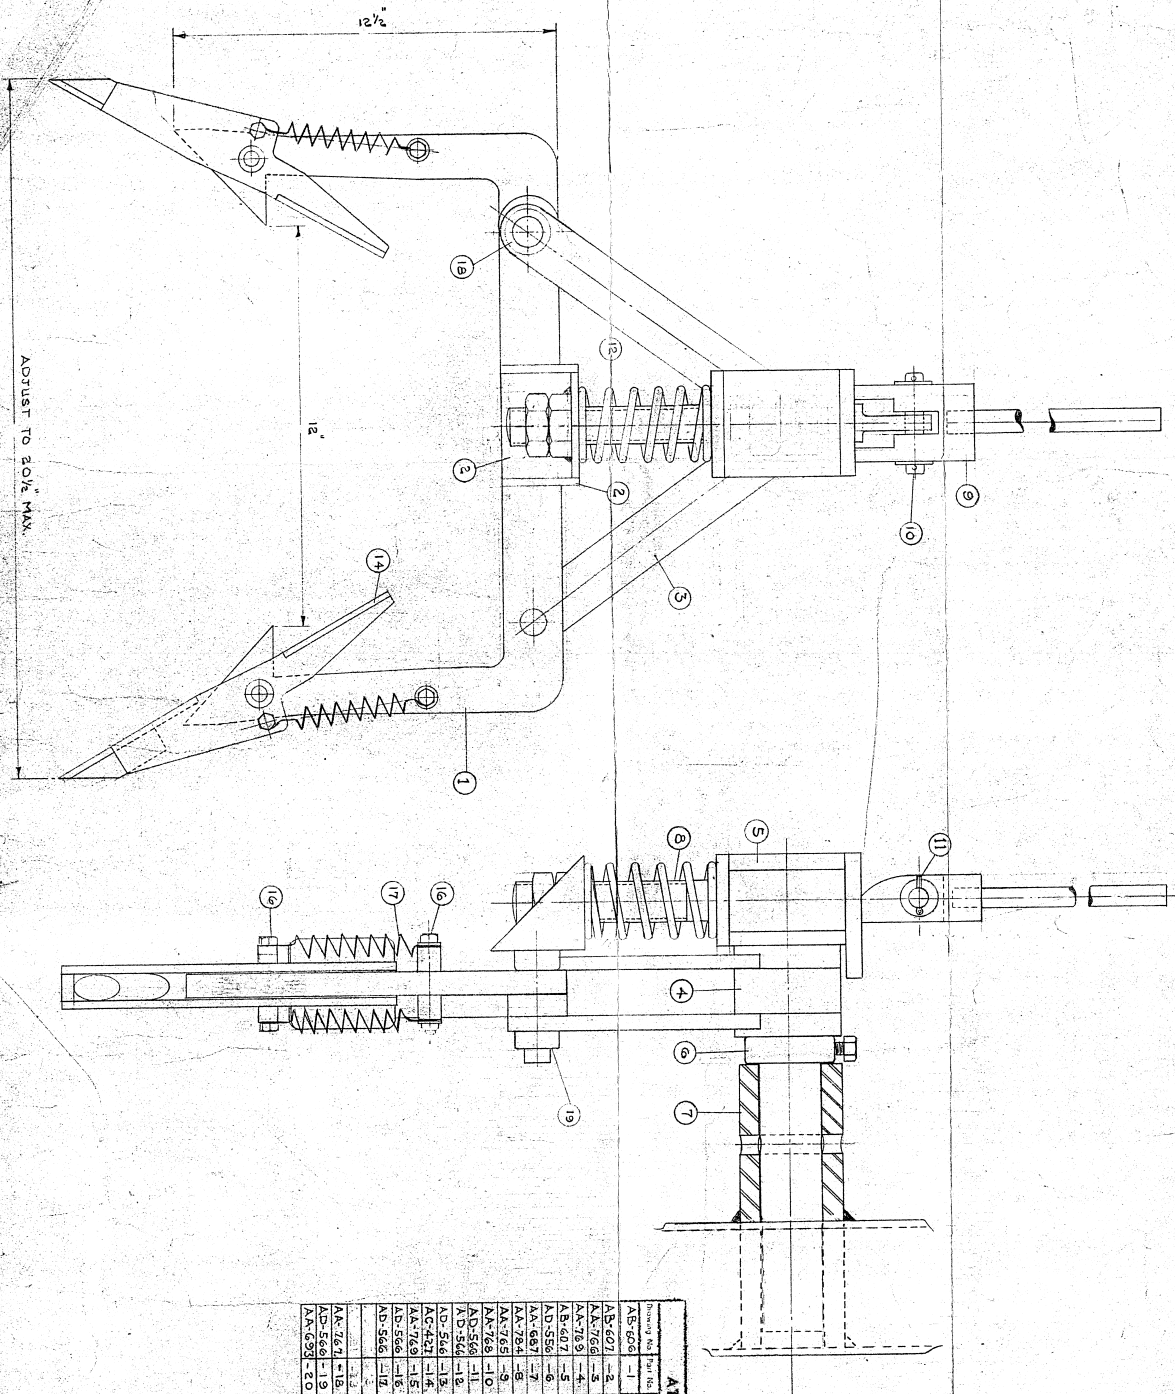 12½"
12"
ADJUST TO 20½" MAX.
18
12
2
2
3
9
10
14
1
5
8
11
16
17
16
4
6
7
19
Drawing No. Part No.
AB-606 -1
AB-607 -2
AA-766 -3
AA-769 -4
AB-607 -5
AD-556 -6
AA-687 -7
AA-784 -8
AA-765 -9
AA-768 -10
AD-566 -11
AD-566 -12
AD-566 -13
AC-427 -14
AA-769 -15
AD-566 -16
AD-566 -17
AA-767 -18
AD-566 -19
AA-693 -20